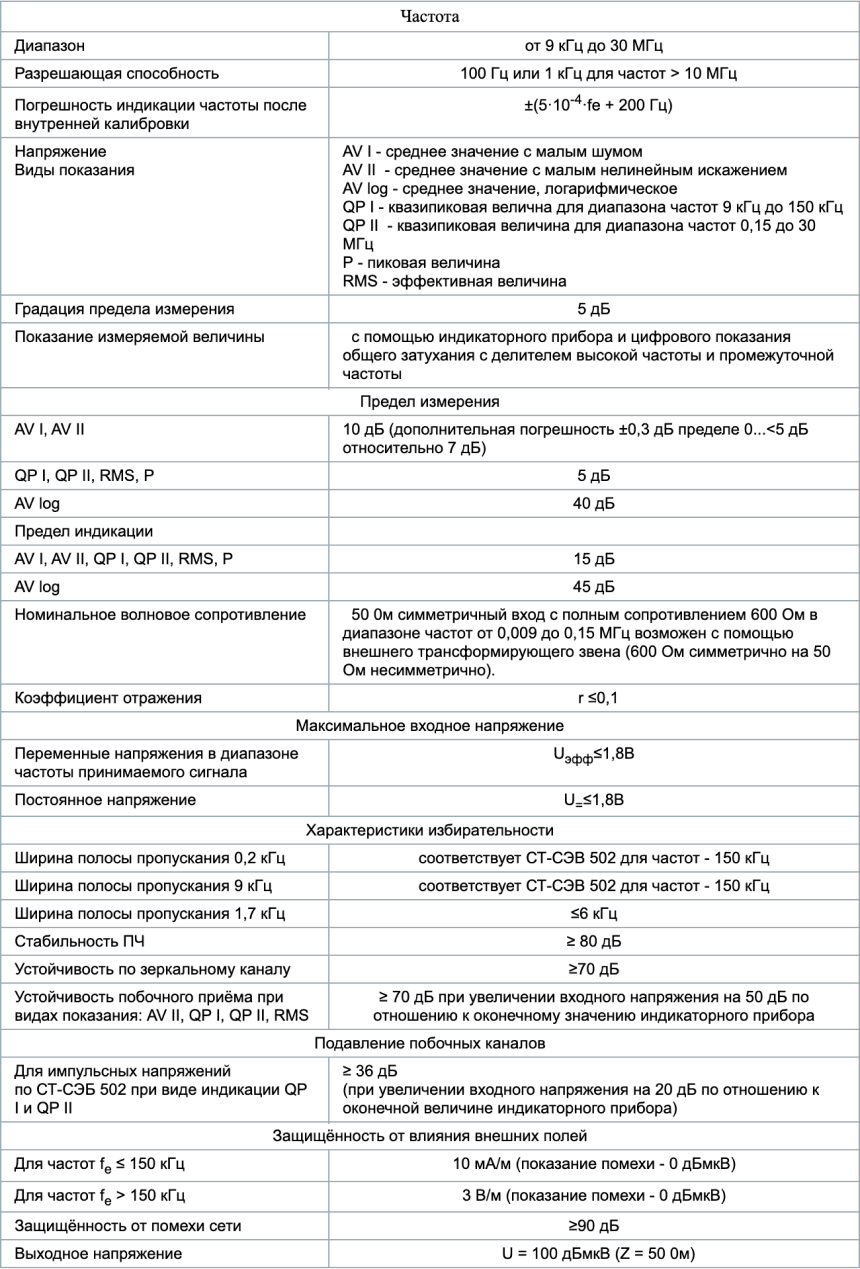 Частота
Диапазон
от 9 кГц до 30 МГц
Разрешающая способность
100 Гц или 1 кГц для частот > 10 МГц
Погрешность индикации частоты после
внутренней калибровки
±(5·10-4·fe + 200 Гц)
Напряжение
Виды показания
AV I - среднее значение с малым шумом
AV II - среднее значение с малым нелинейным искажением
AV log - среднее значение, логарифмическое
QP I - квазипиковая велична для диапазона частот 9 кГц до 150 кГц
QP II - квазипиковая величина для диапазона частот 0,15 до 30
МГц
P - пиковая величина
RMS - эффективная величина
Градация предела измерения
5 дБ
Показание измеряемой величины
с помощью индикаторного прибора и цифрового показания
общего затухания с делителем высокой частоты и промежуточной
частоты
Предел измерения
AV I, AV II
10 дБ (дополнительная погрешность ±0,3 дБ пределе 0...<5 дБ
относительно 7 дБ)
QP I, QP II, RMS, P
5 дБ
AV log
40 дБ
Предел индикации
AV I, AV II, QP I, QP II, RMS, P
15 дБ
AV log
45 дБ
Номинальное волновое сопротивление
50 0м симметричный вход с полным сопротивлением 600 Ом в
диапазоне частот от 0,009 до 0,15 МГц возможен с помощью
внешнего трансформирующего звена (600 Ом симметрично на 50
Ом несимметрично).
Коэффициент отражения
r ≤0,1
Максимальное входное напряжение
Переменные напряжения в диапазоне
частоты принимаемого сигнала
Uэфф≤1,8В
Постоянное напряжение
U=≤1,8В
Характеристики избирательности
Ширина полосы пропускания 0,2 кГц
соответствует СТ-СЭВ 502 для частот - 150 кГц
Ширина полосы пропускания 9 кГц
соответствует СТ-СЭВ 502 для частот - 150 кГц
Ширина полосы пропускания 1,7 кГц
≤6 кГц
Стабильность ПЧ
≥ 80 дБ
Устойчивость по зеркальному каналу
≥70 дБ
Устойчивость побочного приёма при
видах показания: AV II, QP I, QP II, RMS
≥ 70 дБ при увеличении входного напряжения на 50 дБ по
отношению к оконечному значению индикаторного прибора
Подавление побочных каналов
Для импульсных напряжений
по СТ-СЭБ 502 при виде индикации QP
I и QP II
≥ 36 дБ
(при увеличении входного напряжения на 20 дБ по отношению к
оконечной величине индикаторного прибора)
Защищённость от влияния внешних полей
Для частот fe ≤ 150 кГц
10 мА/м (показание помехи - 0 дБмкВ)
Для частот fe > 150 кГц
3 В/м (показание помехи - 0 дБмкВ)
Защищённость от помехи сети
≥90 дБ
Выходное напряжение
U = 100 дБмкВ (Z = 50 0м)